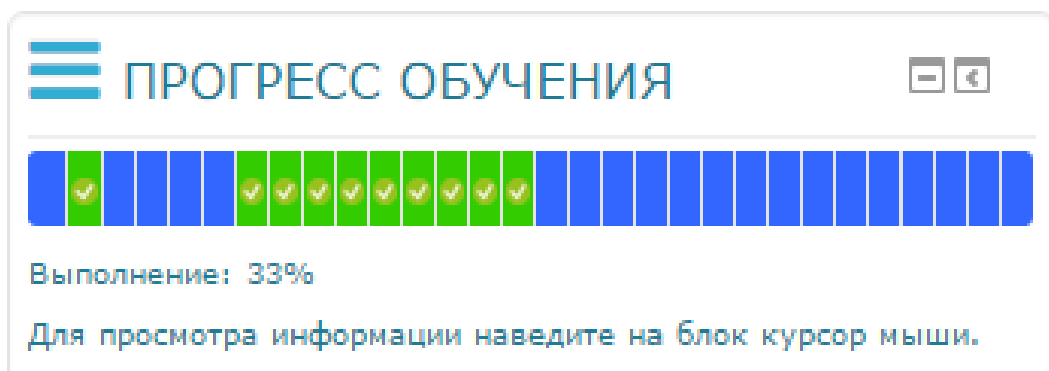 ПРОГРЕСС ОБУЧЕНИЯ
Выполнение: 33%
Для просмотра информации наведите на блок курсор мыши.